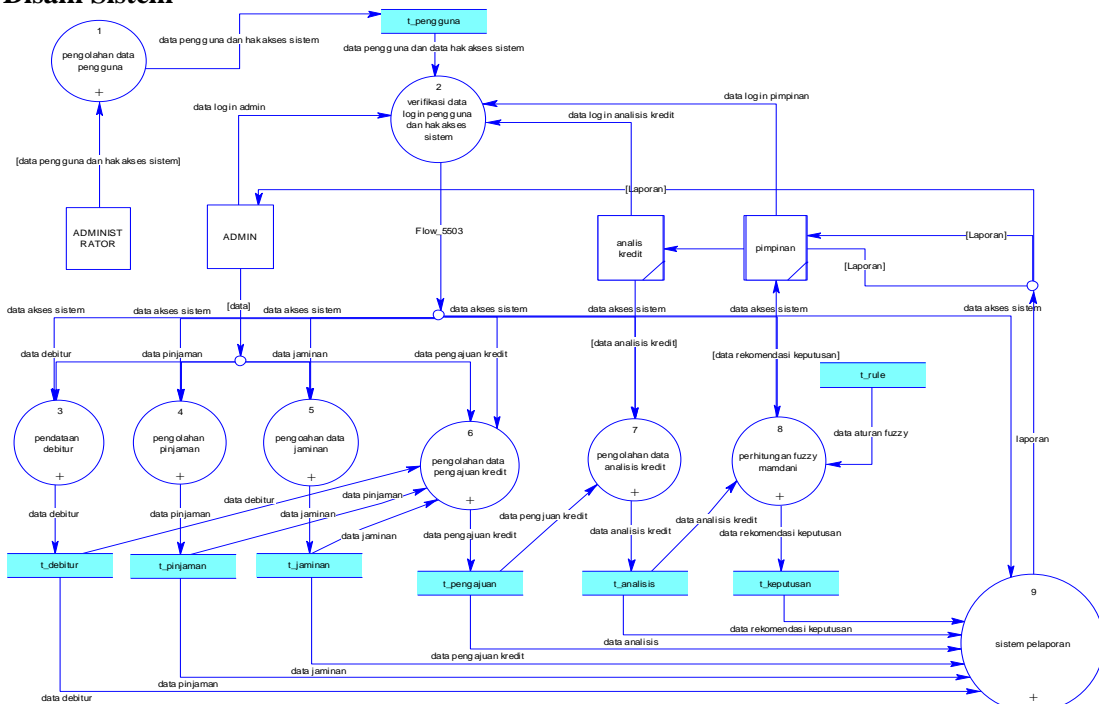 Disain Sistem
t_pengguna
1
pengolahan data
pengguna
+
data pengguna dan hak akses sistem
data pengguna dan data hak akses sistem
2
verifikasi data
login pengguna
dan hak akses
sistem
data login admin
data login pimpinan
data login analisis kredit
[data pengguna dan hak akses sistem]
ADMINIST
RATOR
ADMIN
Flow_5503
analis
kredit
pimpinan
[Laporan]
[Laporan]
[Laporan]
[data]
data akses sistem
data akses sistem
data akses sistem
data akses sistem
data akses sistem
data akses sistem
data akses sistem
data debitur
data pinjaman
data jaminan
data pengajuan kredit
[data analisis kredit]
[data rekomendasi keputusan]
t_rule
data aturan fuzzy
laporan
3
pendataan
debitur
+
4
pengolahan
pinjaman
+
5
pengoahan data
jaminan
+
6
pengolahan data
pengajuan kredit
+
7
pengolahan data
analisis kredit
+
8
perhitungan fuzzy
mamdani
+
data debitur
data pinjaman
data jaminan
data debitur
data pinjaman
data jaminan
data pengajuan kredit
data pengjuan kredit
data analisis kredit
data analisis kredit
data rekomendasi keputusan
t_debitur
t_pinjaman
t_jaminan
t_pengajuan
t_analisis
t_keputusan
9
sistem pelaporan
+
data rekomendasi keputusan
data analisis
data pengajuan kredit
data jaminan
data pinjaman
data debitur